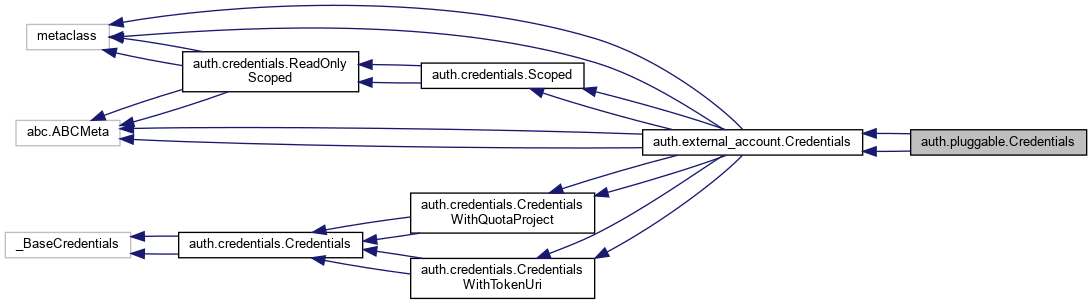 metaclass
auth.credentials.ReadOnly
Scoped
auth.credentials.Scoped
abc.ABCMeta
auth.external_account.Credentials
auth.pluggable.Credentials
auth.credentials.Credentials
WithQuotaProject
_BaseCredentials
auth.credentials.Credentials
auth.credentials.Credentials
WithTokenUri